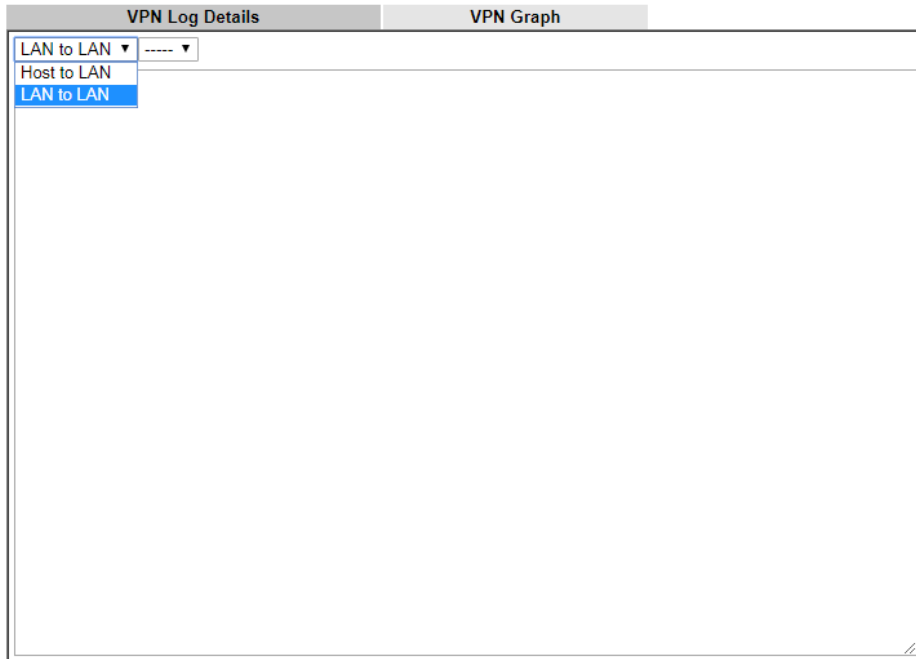 VPN Log Details VPN Graph
LAN to LAN -----
Host to LAN
LAN to LAN